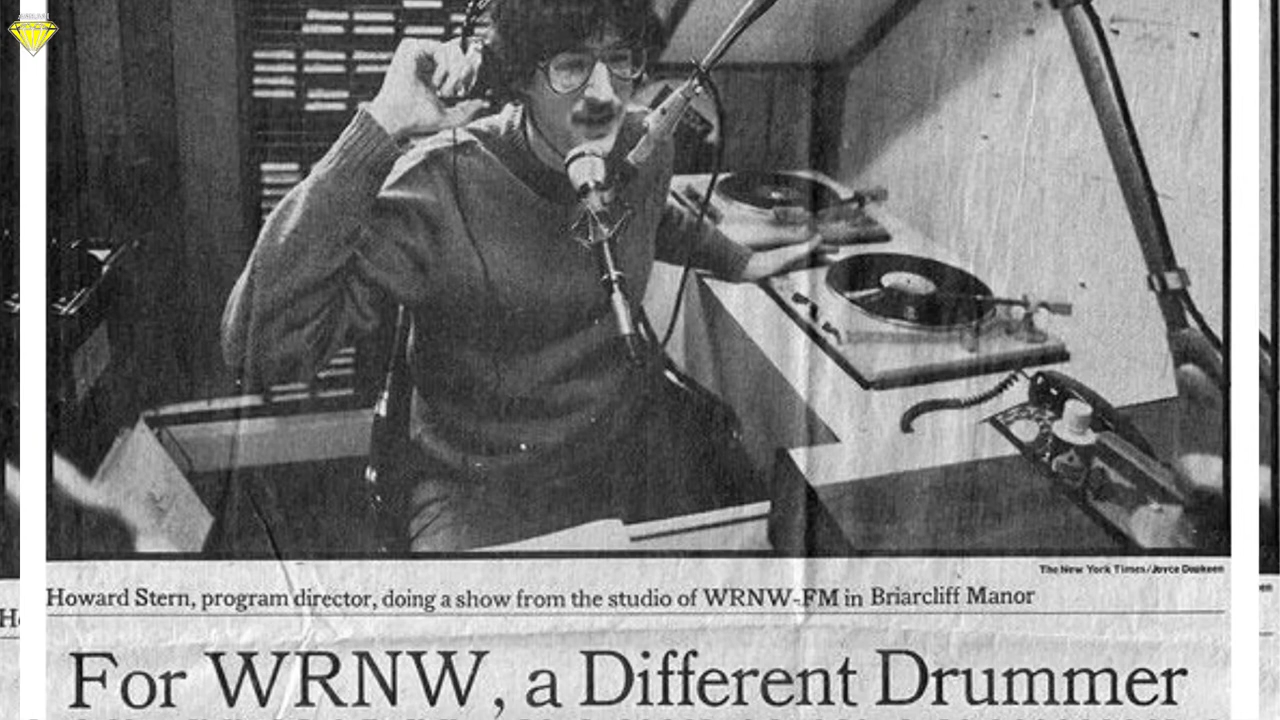 The New York Times/Joyce Dopkeen
Howard Stern, program director, doing a show from the studio of WRNW-FM in Briarcliff Manor
For WRNW, a Different Drummer